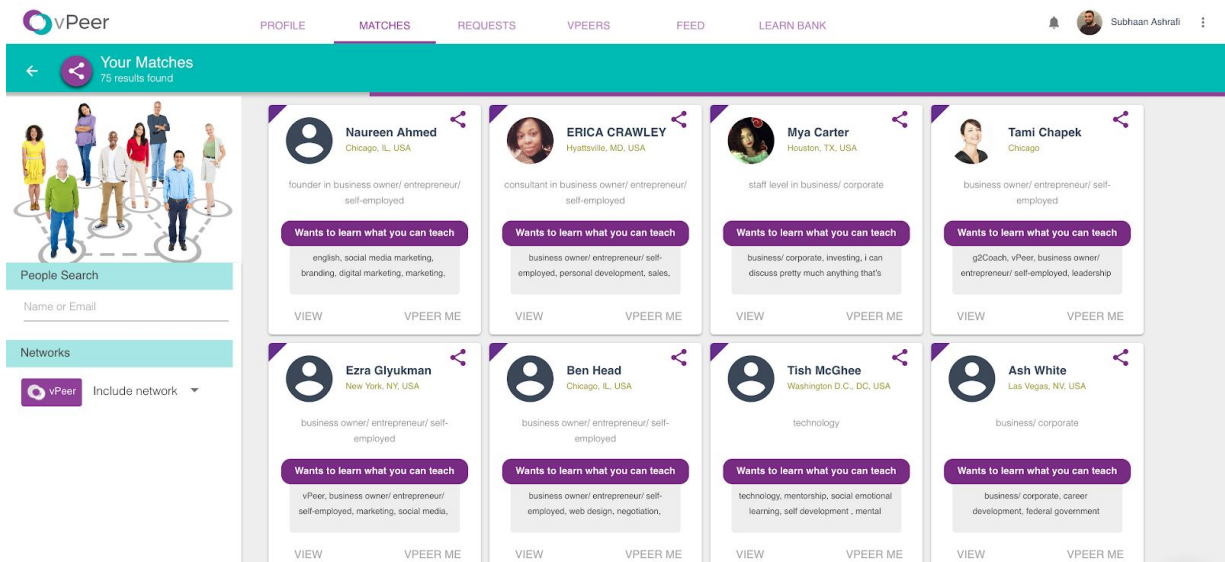 vPeer
PROFILE MATCHES REQUESTS VPEERS FEED LEARN BANK
Subhaan Ashrafi
Your Matches
75 results found
People Search
Name or Email
Networks
vPeer Include network
Naureen Ahmed
Chicago, IL, USA
founder in business owner/ entrepreneur/
self-employed
Wants to learn what you can teach
english, social media marketing,
branding, digital marketing, marketing,
VIEW VPEER ME
ERICA CRAWLEY
Hyattsville, MD, USA
consultant in business owner/ entrepreneur/
self-employed
Wants to learn what you can teach
business owner/ entrepreneur/ self-
employed, personal development, sales,
VIEW VPEER ME
Mya Carter
Houston, TX, USA
staff level in business/ corporate
Wants to learn what you can teach
business/ corporate, investing, i can
discuss pretty much anything that's
VIEW VPEER ME
Tami Chapek
Chicago
business owner/ entrepreneur/ self-
employed
Wants to learn what you can teach
g2Coach, vPeer, business owner/
entrepreneur/ self-employed, leadership
VIEW VPEER ME
Ezra Glyukman
New York, NY, USA
business owner/ entrepreneur/ self-
employed
Wants to learn what you can teach
vPeer, business owner/ entrepreneur/
self-employed, marketing, social media,
VIEW VPEER ME
Ben Head
Chicago, IL, USA
business owner/ entrepreneur/ self-
employed
Wants to learn what you can teach
business owner/ entrepreneur/ self-
employed, web design, negotiation,
VIEW VPEER ME
Tish McGhee
Washington D.C., DC, USA
technology
Wants to learn what you can teach
technology, mentorship, social emotional
learning, self development , mental
VIEW VPEER ME
Ash White
Las Vegas, NV, USA
business/ corporate
Wants to learn what you can teach
business/ corporate, career
development, federal government
VIEW VPEER ME